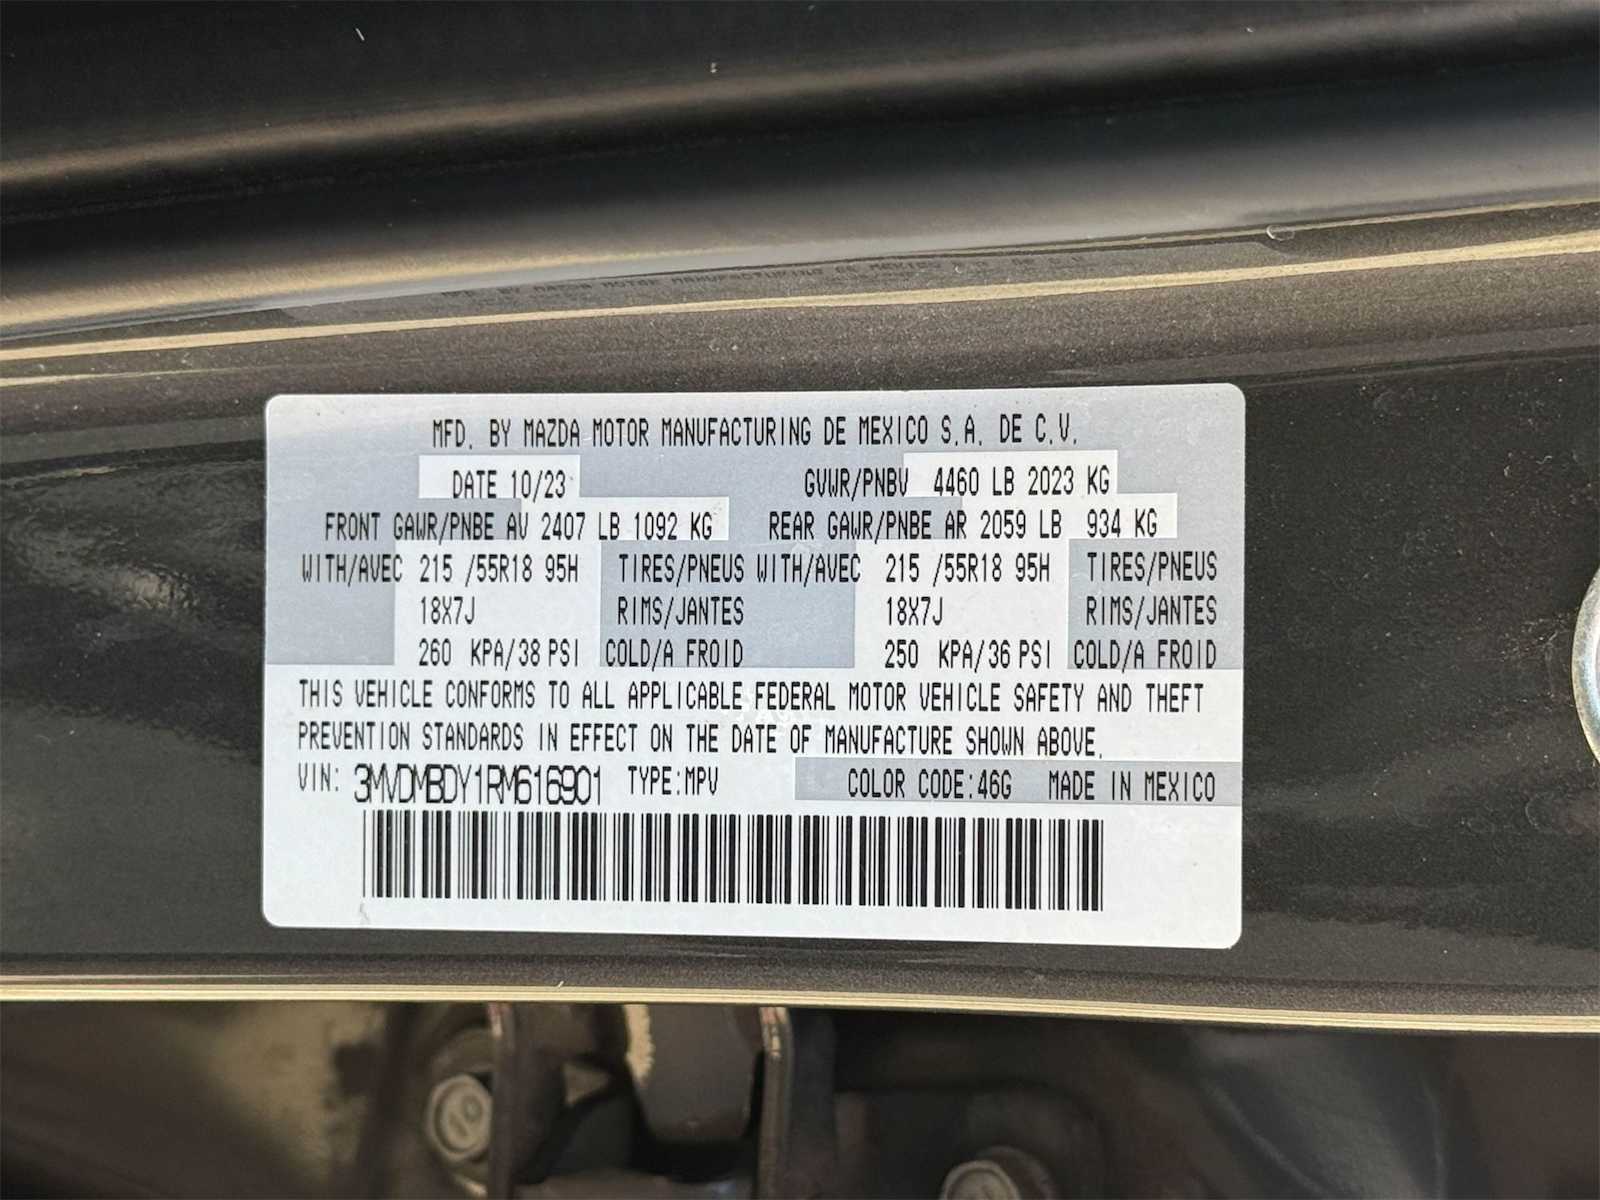 MFD. BY MAZDA MOTOR MANUFACTURING DE MEXICO S.A. DE C.V.
DATE 10/23 GVWR/PNBV 4460 LB 2023 KG
FRONT GAWR/PNBE AV 2407 LB 1092 KG REAR GAWR/PNBE AR 2059 LB 934 KG
WITH/AVEC 215 /55R18 95H TIRES/PNEUS WITH/AVEC 215 /55R18 95H TIRES/PNEUS
18X7J RIMS/JANTES 18X7J RIMS/JANTES
260 KPA/38 PSI COLD/A FROID 250 KPA/36 PSI COLD/A FROID
THIS VEHICLE CONFORMS TO ALL APPLICABLE FEDERAL MOTOR VEHICLE SAFETY AND THEFT
PREVENTION STANDARDS IN EFFECT ON THE DATE OF MANUFACTURE SHOWN ABOVE.
VIN: 3MVDMBDY1RM616901 TYPE:MPV COLOR CODE:46G MADE IN MEXICO